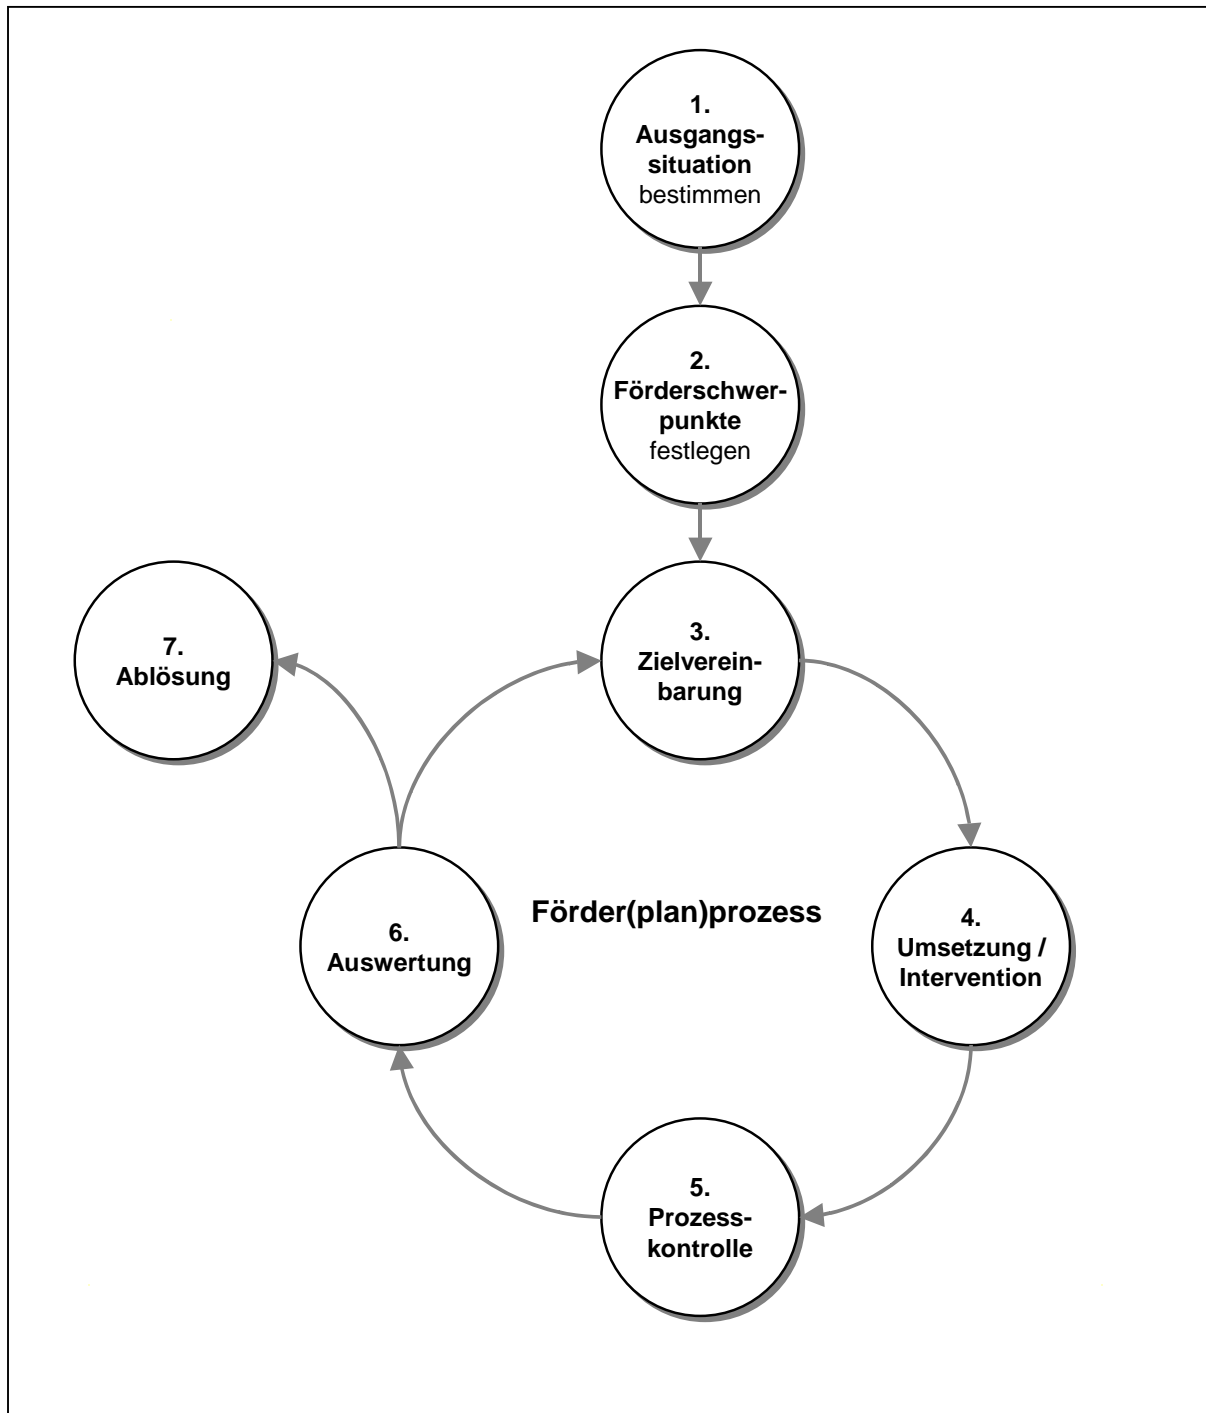 1.
Ausgangs-
situation
bestimmen
2.
Förderschwer-
punkte
festlegen
7.
Ablösung
3.
Zielverein-
barung
Förder(plan)prozess
6.
Auswertung
4.
Umsetzung /
Intervention
5.
Prozess-
kontrolle